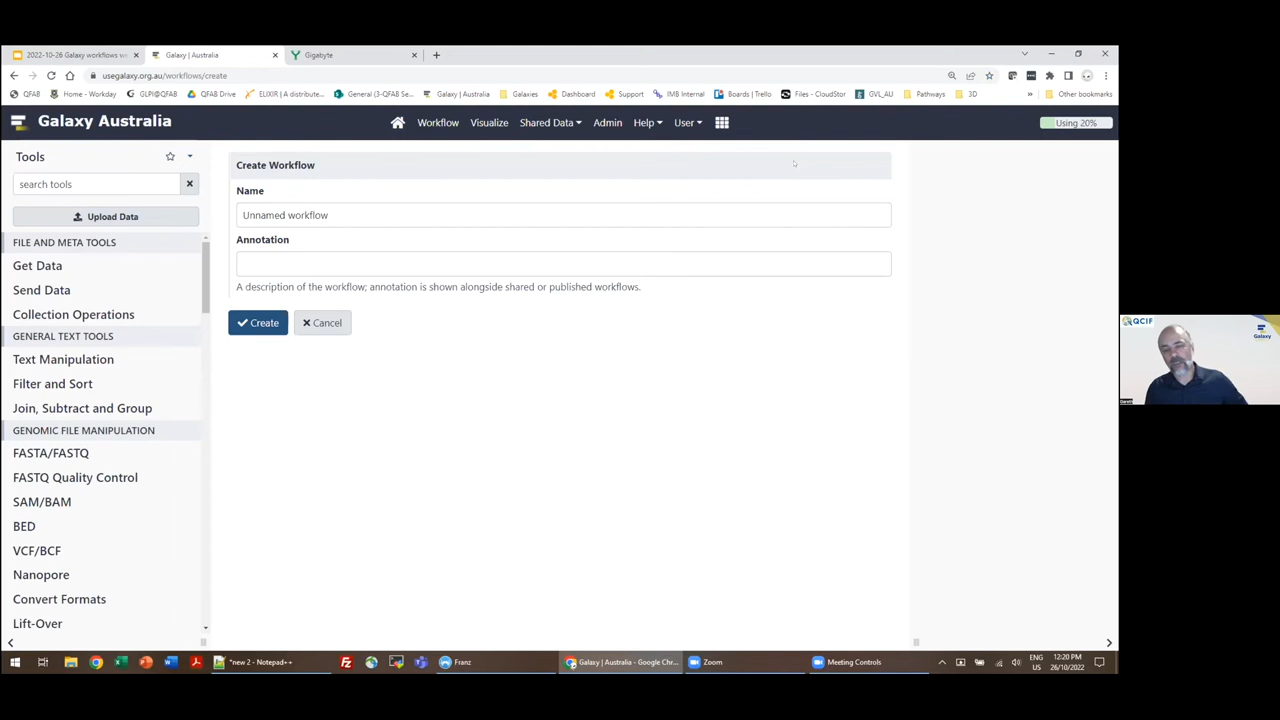 2022-10-26 Galaxy workflows we
Galaxy | Australia
Gigabyte
usegalaxy.org.au/workflows/create
QFAB
Home - Workday
GLPI@QFAB
QFAB Drive
ELIXIR | A distribute...
General (3-QFAB Se...
Galaxy | Australia
Galaxies
Dashboard
Support
IMB Internal
Boards | Trello
Files - CloudStor
GVL_AU
Pathways
3D
»
Other bookmarks
Galaxy Australia
Workflow
Visualize
Shared Data
Admin
Help
User
Using 20%
Tools
search tools
Upload Data
FILE AND META TOOLS
Get Data
Send Data
Collection Operations
GENERAL TEXT TOOLS
Text Manipulation
Filter and Sort
Join, Subtract and Group
GENOMIC FILE MANIPULATION
FASTA/FASTQ
FASTQ Quality Control
SAM/BAM
BED
VCF/BCF
Nanopore
Convert Formats
Lift-Over
Create Workflow
Name
Unnamed workflow
Annotation
A description of the workflow; annotation is shown alongside shared or published workflows.
Create
Cancel
QCIF
Galaxy
*new 2 - Notepad++
Franz
Galaxy | Australia - Google Chr...
Zoom
Meeting Controls
ENG
US
12:20 PM
26/10/2022